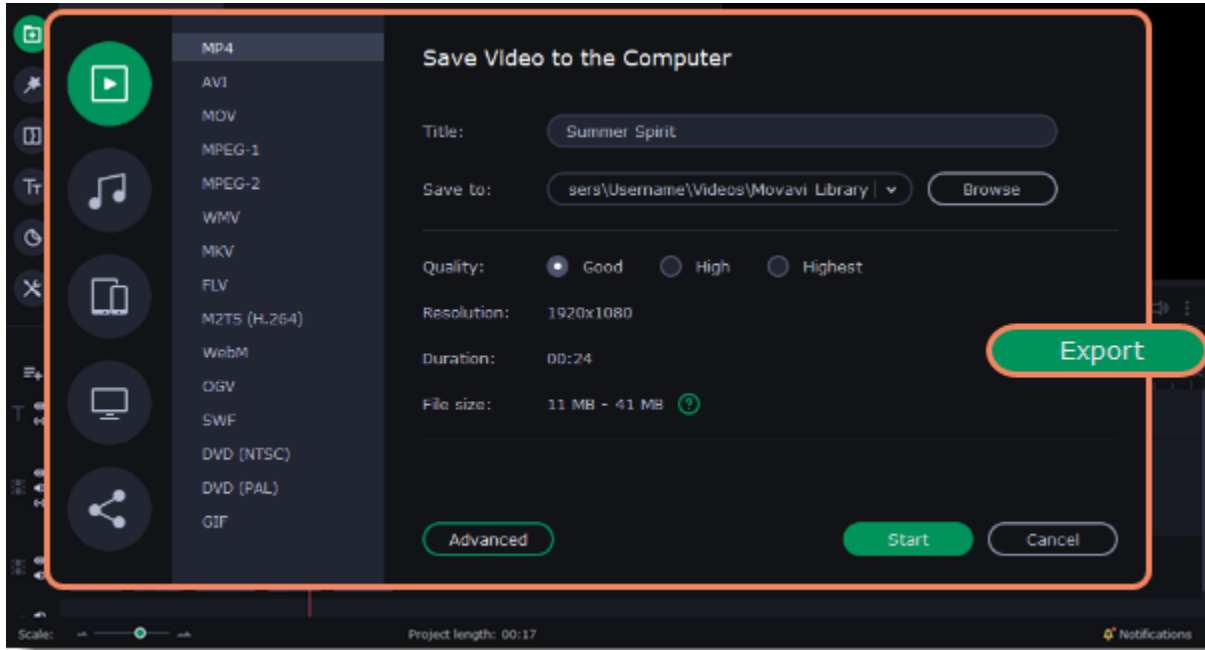 MP4
AVI
MOV
MPEG-1
MPEG-2
WMV
MKV
FLV
M2TS (H.264)
WebM
OGV
SWF
DVD (NTSC)
DVD (PAL)
GIF
Save Video to the Computer
Title: Summer Spirit
Save to: sers\Username\Videos\Movavi Library Browse
Quality: Good High Highest
Resolution: 1920x1080
Duration: 00:24
File size: 11 MB - 41 MB ?
Advanced Start Cancel
Export
Scale: Project length: 00:17 Notifications